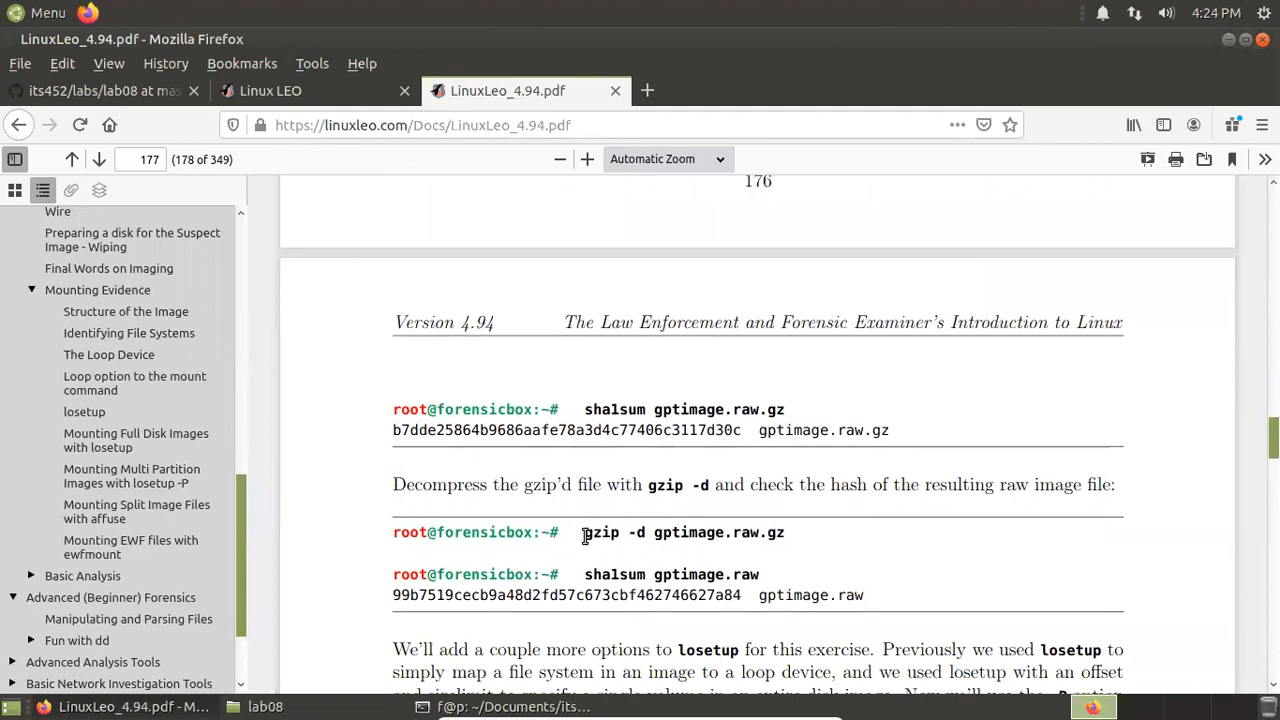 Menu
4:24 PM
LinuxLeo_4.94.pdf - Mozilla Firefox
File Edit View History Bookmarks Tools Help
its452/labs/lab08 at mas
Linux LEO
LinuxLeo_4.94.pdf
https://linuxleo.com/Docs/LinuxLeo_4.94.pdf
177 (178 of 349)
Automatic Zoom
Wire
Preparing a disk for the Suspect
Image - Wiping
Final Words on Imaging
Mounting Evidence
Structure of the Image
Identifying File Systems
The Loop Device
Loop option to the mount
command
losetup
Mounting Full Disk Images
with losetup
Mounting Multi Partition
Images with losetup -P
Mounting Split Image Files
with affuse
Mounting EWF files with
ewfmount
Basic Analysis
Advanced (Beginner) Forensics
Manipulating and Parsing Files
Fun with dd
Advanced Analysis Tools
Basic Network Investigation Tools
176
Version 4.94 The Law Enforcement and Forensic Examiner's Introduction to Linux
root@forensicbox:~# sha1sum gptimage.raw.gz
b7dde25864b9686aafe78a3d4c77406c3117d30c gptimage.raw.gz
Decompress the gzip'd file with gzip -d and check the hash of the resulting raw image file:
root@forensicbox:~# gzip -d gptimage.raw.gz
root@forensicbox:~# sha1sum gptimage.raw
99b7519cecb9a48d2fd57c673cbf462746627a84 gptimage.raw
We'll add a couple more options to losetup for this exercise. Previously we used losetup to
simply map a file system in an image to a loop device, and we used losetup with an offset
LinuxLeo_4.94.pdf - M...
lab08
f@p: ~/Documents/its...